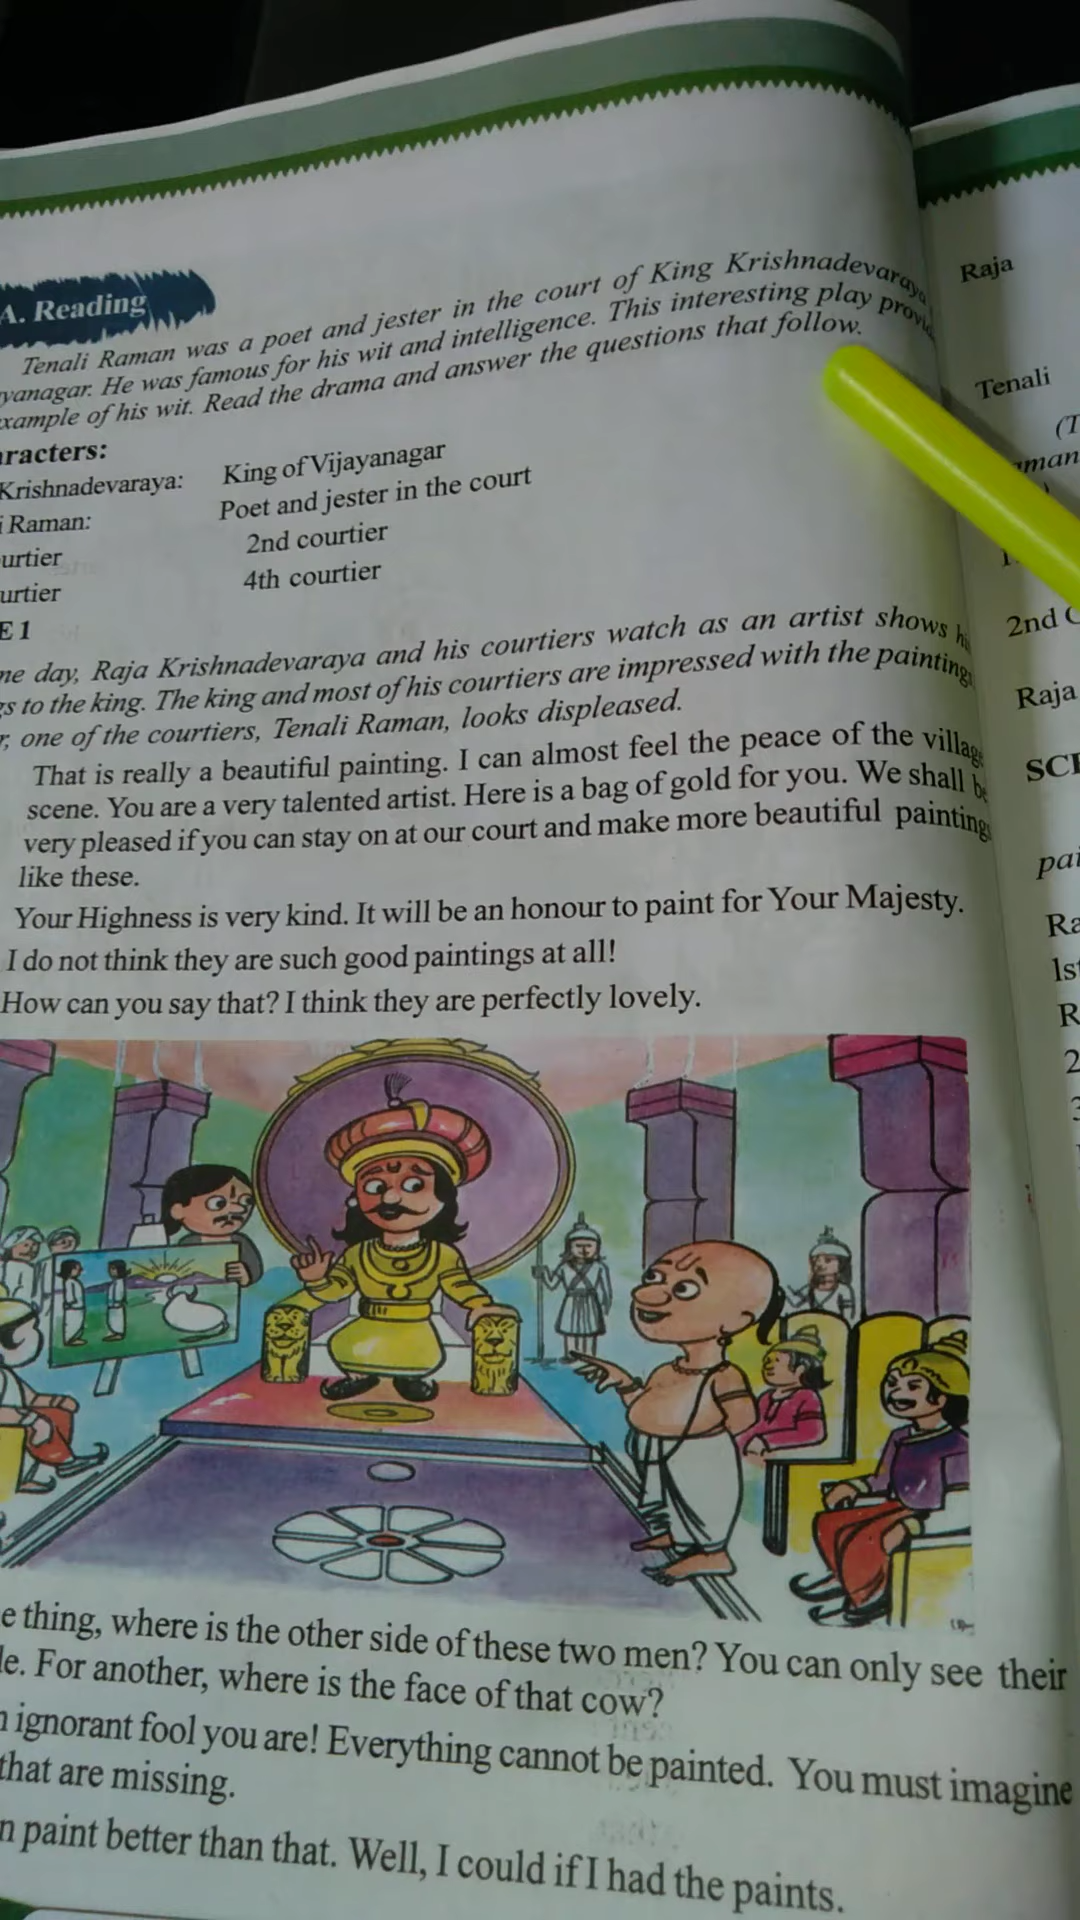 A. Reading
Tenali Raman was a poet and jester in the court of King Krishnadevaraya
yanagar. He was famous for his wit and intelligence. This interesting play
xample of his wit. Read the drama and answer the questions that follow.
aracters:
Krishnadevaraya: King of Vijayanagar
i Raman: Poet and jester in the court
urtier 2nd courtier
urtier 4th courtier
E 1
ne day, Raja Krishnadevaraya and his courtiers watch as an artist shows
gs to the king. The king and most of his courtiers are impressed with the paintings
r, one of the courtiers, Tenali Raman, looks displeased.
That is really a beautiful painting. I can almost feel the peace of the village
scene. You are a very talented artist. Here is a bag of gold for you. We shall be
very pleased if you can stay on at our court and make more beautiful paintings
like these.
Your Highness is very kind. It will be an honour to paint for Your Majesty.
I do not think they are such good paintings at all!
How can you say that? I think they are perfectly lovely.
e thing, where is the other side of these two men? You can only see their
le. For another, where is the face of that cow?
n ignorant fool you are! Everything cannot be painted. You must imagine
that are missing.
n paint better than that. Well, I could if I had the paints.
Raja
Tenali
(T
aman
2nd C
Raja
SCE
pai
Ra
1st
R
2
3